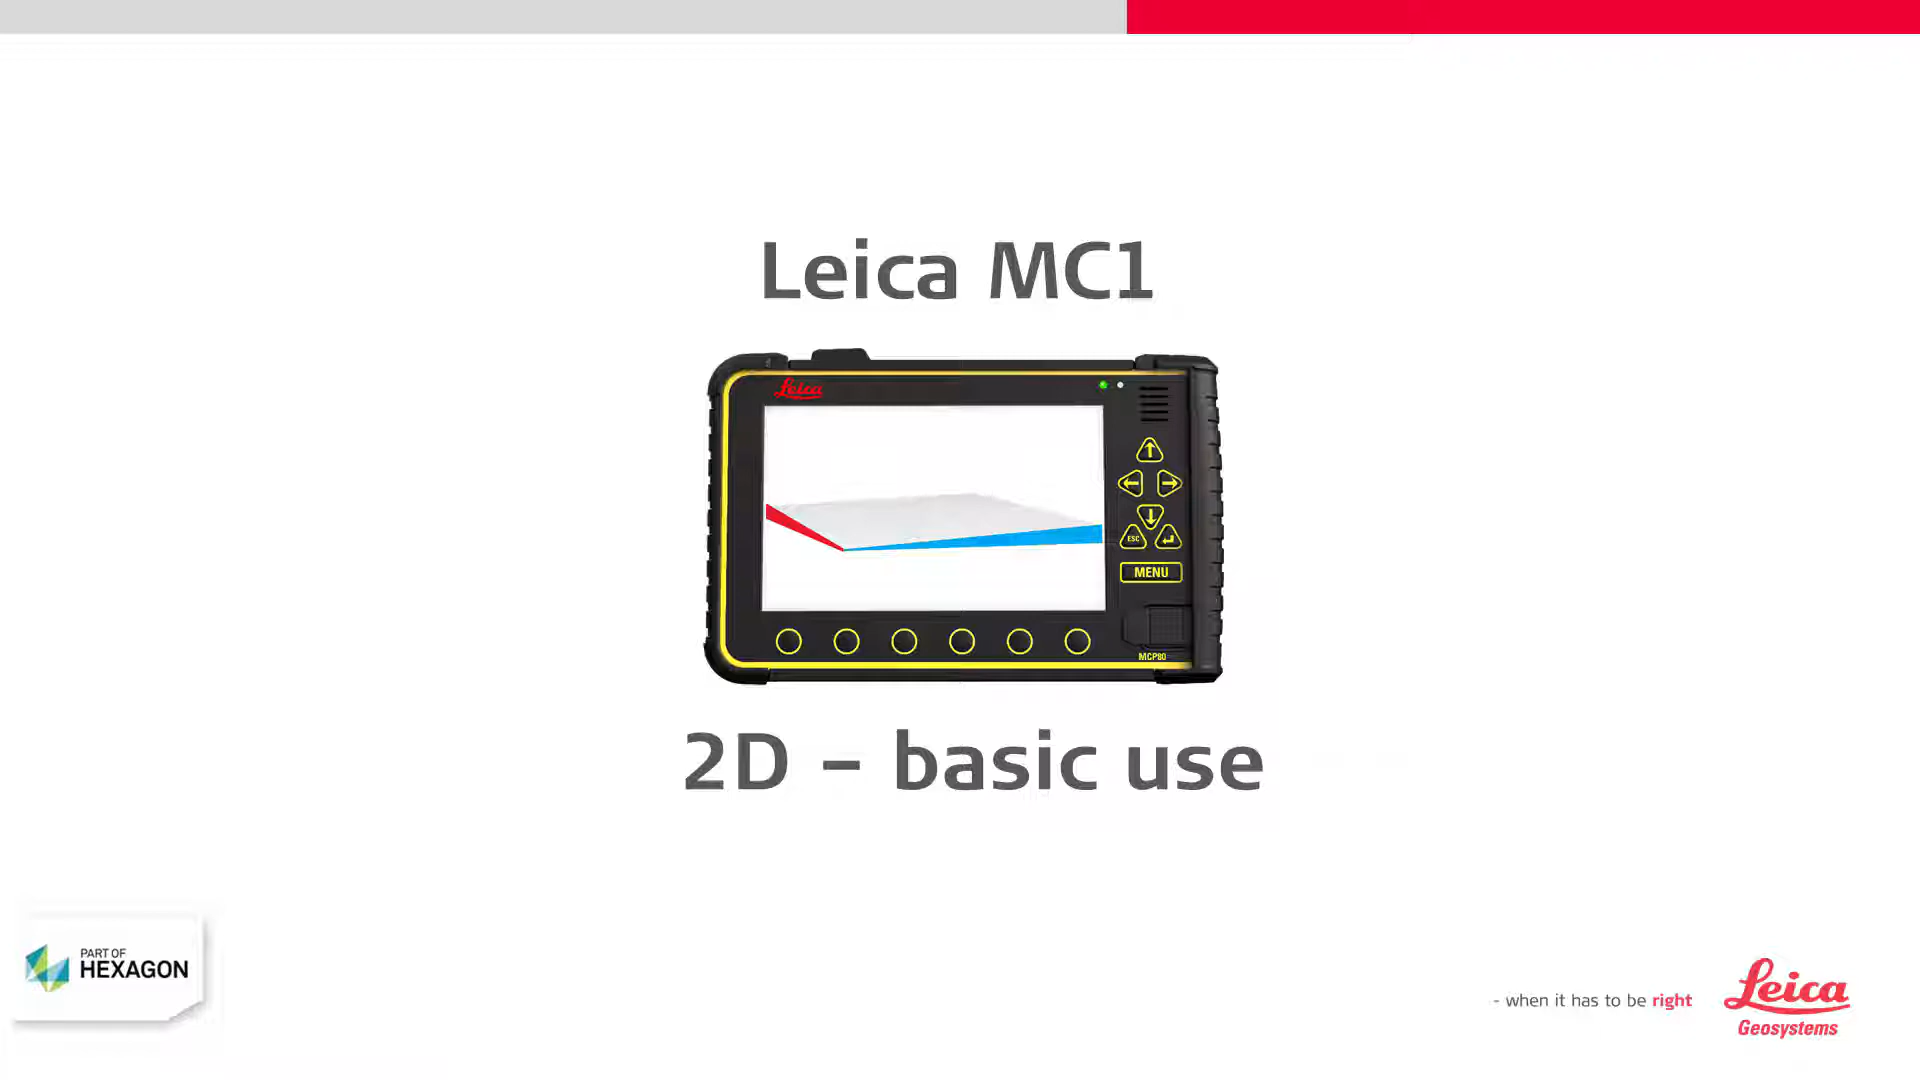 Leica MC1
Leica
ESC
MENU
MCP80
2D – basic use
PART OF
HEXAGON
- when it has to be right
Leica
Geosystems